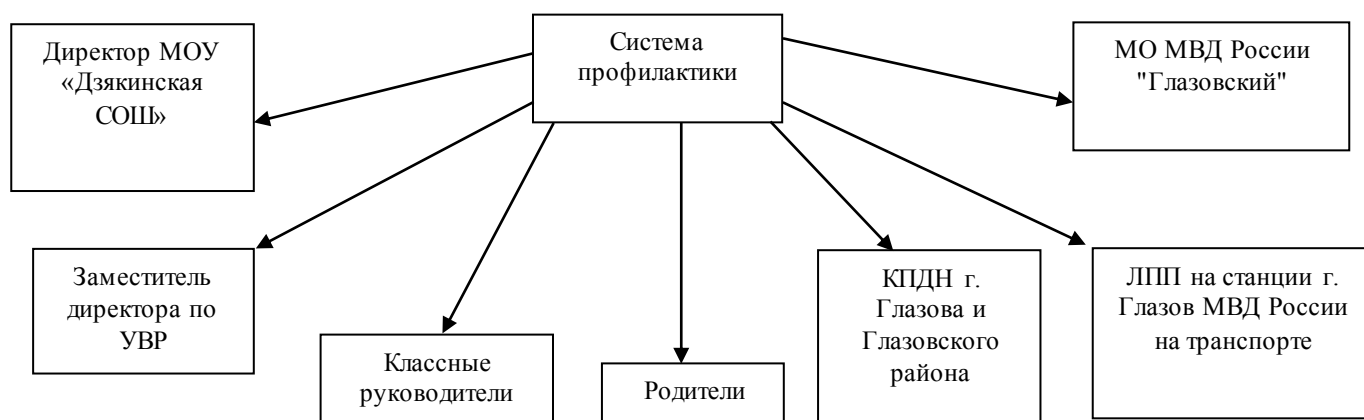 Директор МОУ
«Дзякинская
СОШ»
Система
профилактики
МО МВД России
"Глазовский"
Заместитель
директора по
УВР
Классные
руководители
Родители
КПДН г.
Глазова и
Глазовского
района
ЛПП на станции г.
Глазов МВД России
на транспорте